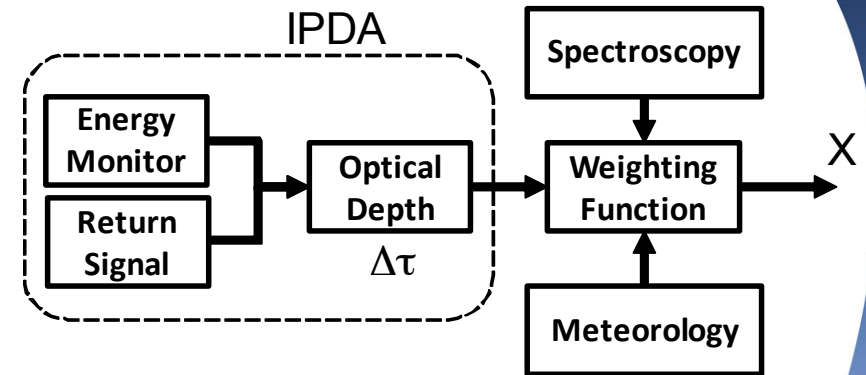 IPDA
Energy
Monitor
Return
Signal
Optical
Depth
Δτ
Spectroscopy
Weighting
Function
X
Meteorology